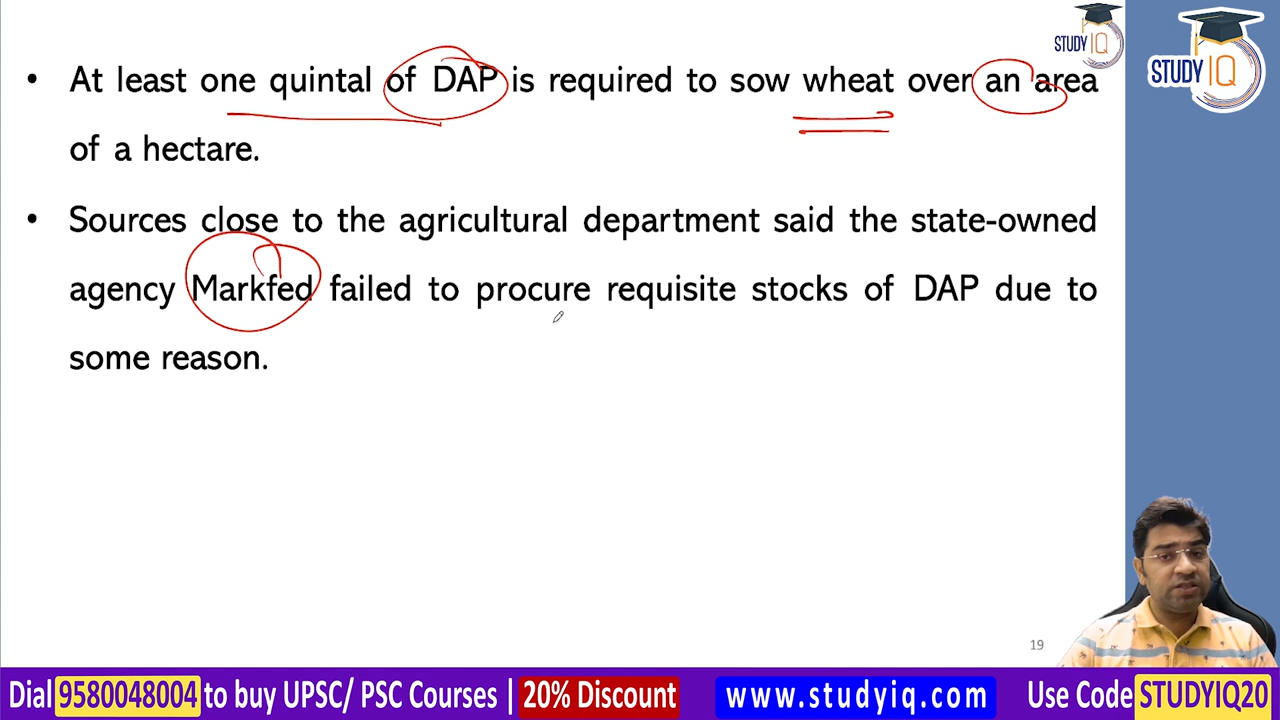 STUDY IQ
STUDY IQ
• At least one quintal of DAP is required to sow wheat over an area
of a hectare.
• Sources close to the agricultural department said the state-owned
agency Markfed failed to procure requisite stocks of DAP due to
some reason.
19
Dial 9580048004 to buy UPSC/ PSC Courses | 20% Discount www.studyiq.com Use Code STUDYIQ20